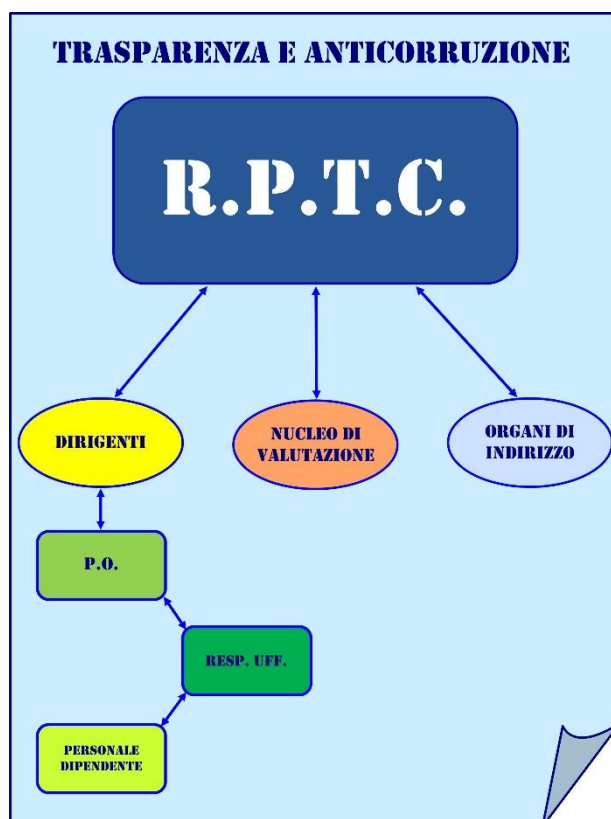 TRASPARENZA E ANTICORRUZIONE
R.P.T.C.
DIRIGENTI
NUCLEO DI
VALUTAZIONE
ORGANI DI
INDIRIZZO
P.O.
RESP. UFF.
PERSONALE
DIPENDENTE